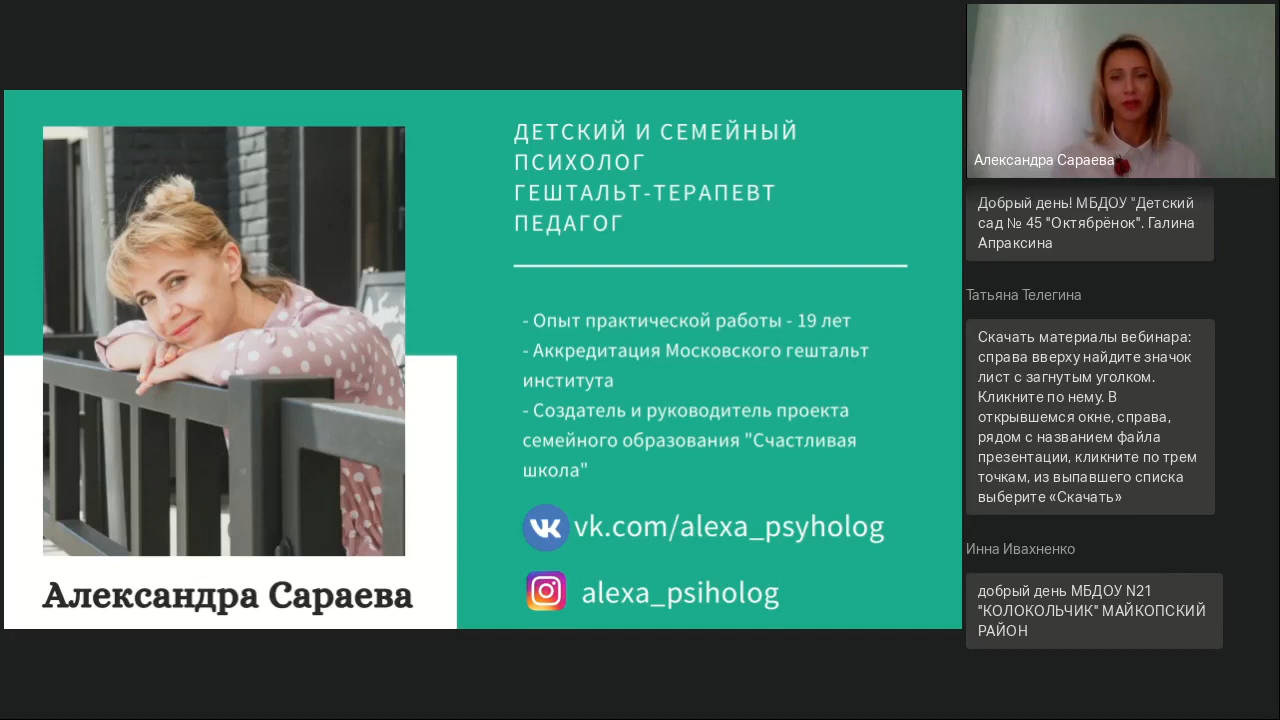 ДЕТСКИЙ И СЕМЕЙНЫЙ
ПСИХОЛОГ
ГЕШТАЛЬТ-ТЕРАПЕВТ
ПЕДАГОГ
- Опыт практической работы - 19 лет
- Аккредитация Московского гештальт
института
- Создатель и руководитель проекта
семейного образования "Счастливая
школа"
vk.com/alexa_psyholog
alexa_psiholog
Александра Сараева
Александра Сараева
Добрый день! МБДОУ "Детский
сад № 45 "Октябрёнок". Галина
Апраксина
Татьяна Телегина
Скачать материалы вебинара:
справа вверху найдите значок
лист с загнутым уголком.
Кликните по нему. В
открывшемся окне, справа,
рядом с названием файла
презентации, кликните по трем
точкам, из выпавшего списка
выберите «Скачать»
Инна Ивахненко
добрый день МБДОУ N21
"КОЛОКОЛЬЧИК" МАЙКОПСКИЙ
РАЙОН